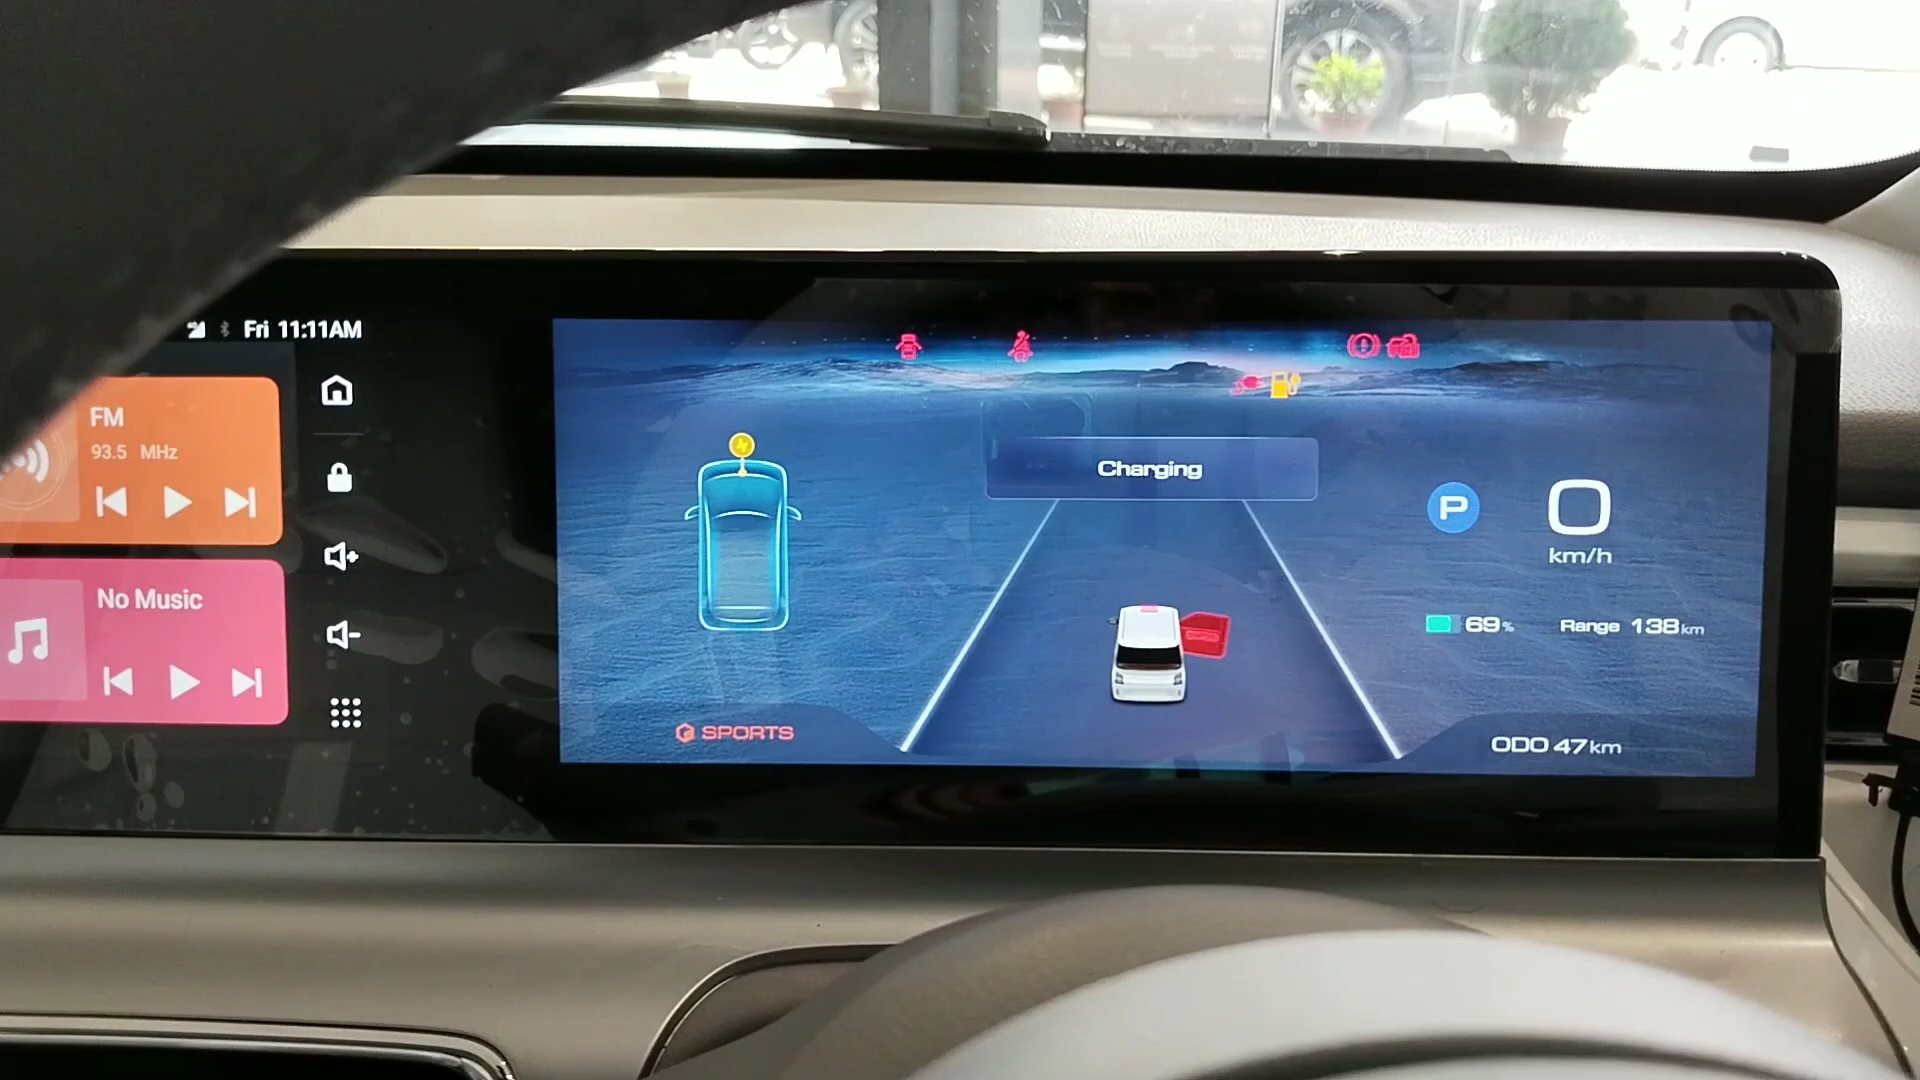 Fri 11:11AM
FM
93.5 MHz
No Music
Charging
P
0
km/h
69%
Range 138km
SPORTS
ODO 47km